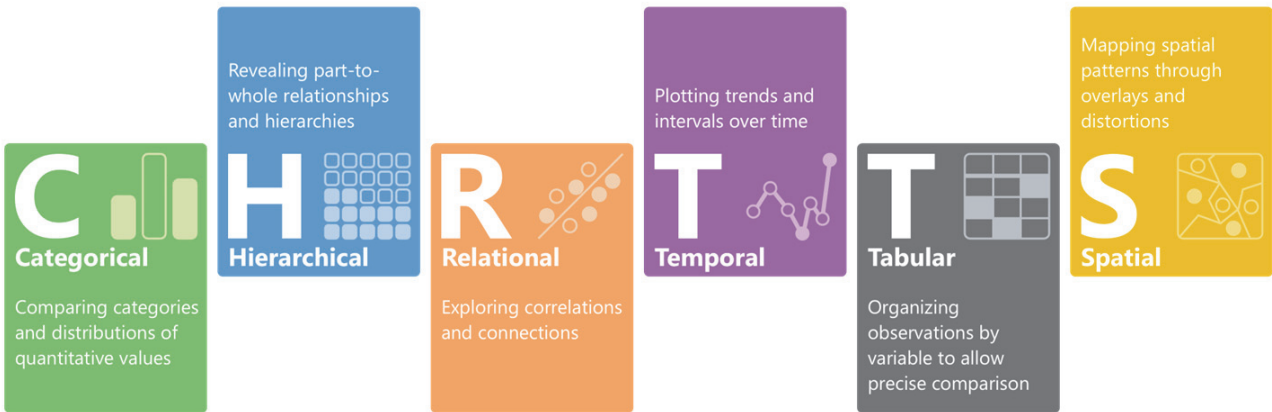 C
Categorical
Comparing categories
and distributions of
quantitative values
Revealing part-to-
whole relationships
and hierarchies
H
Hierarchical
R
Relational
Exploring correlations
and connections
Plotting trends and
intervals over time
T
Temporal
T
Tabular
Organizing
observations by
variable to allow
precise comparison
Mapping spatial
patterns through
overlays and
distortions
S
Spatial